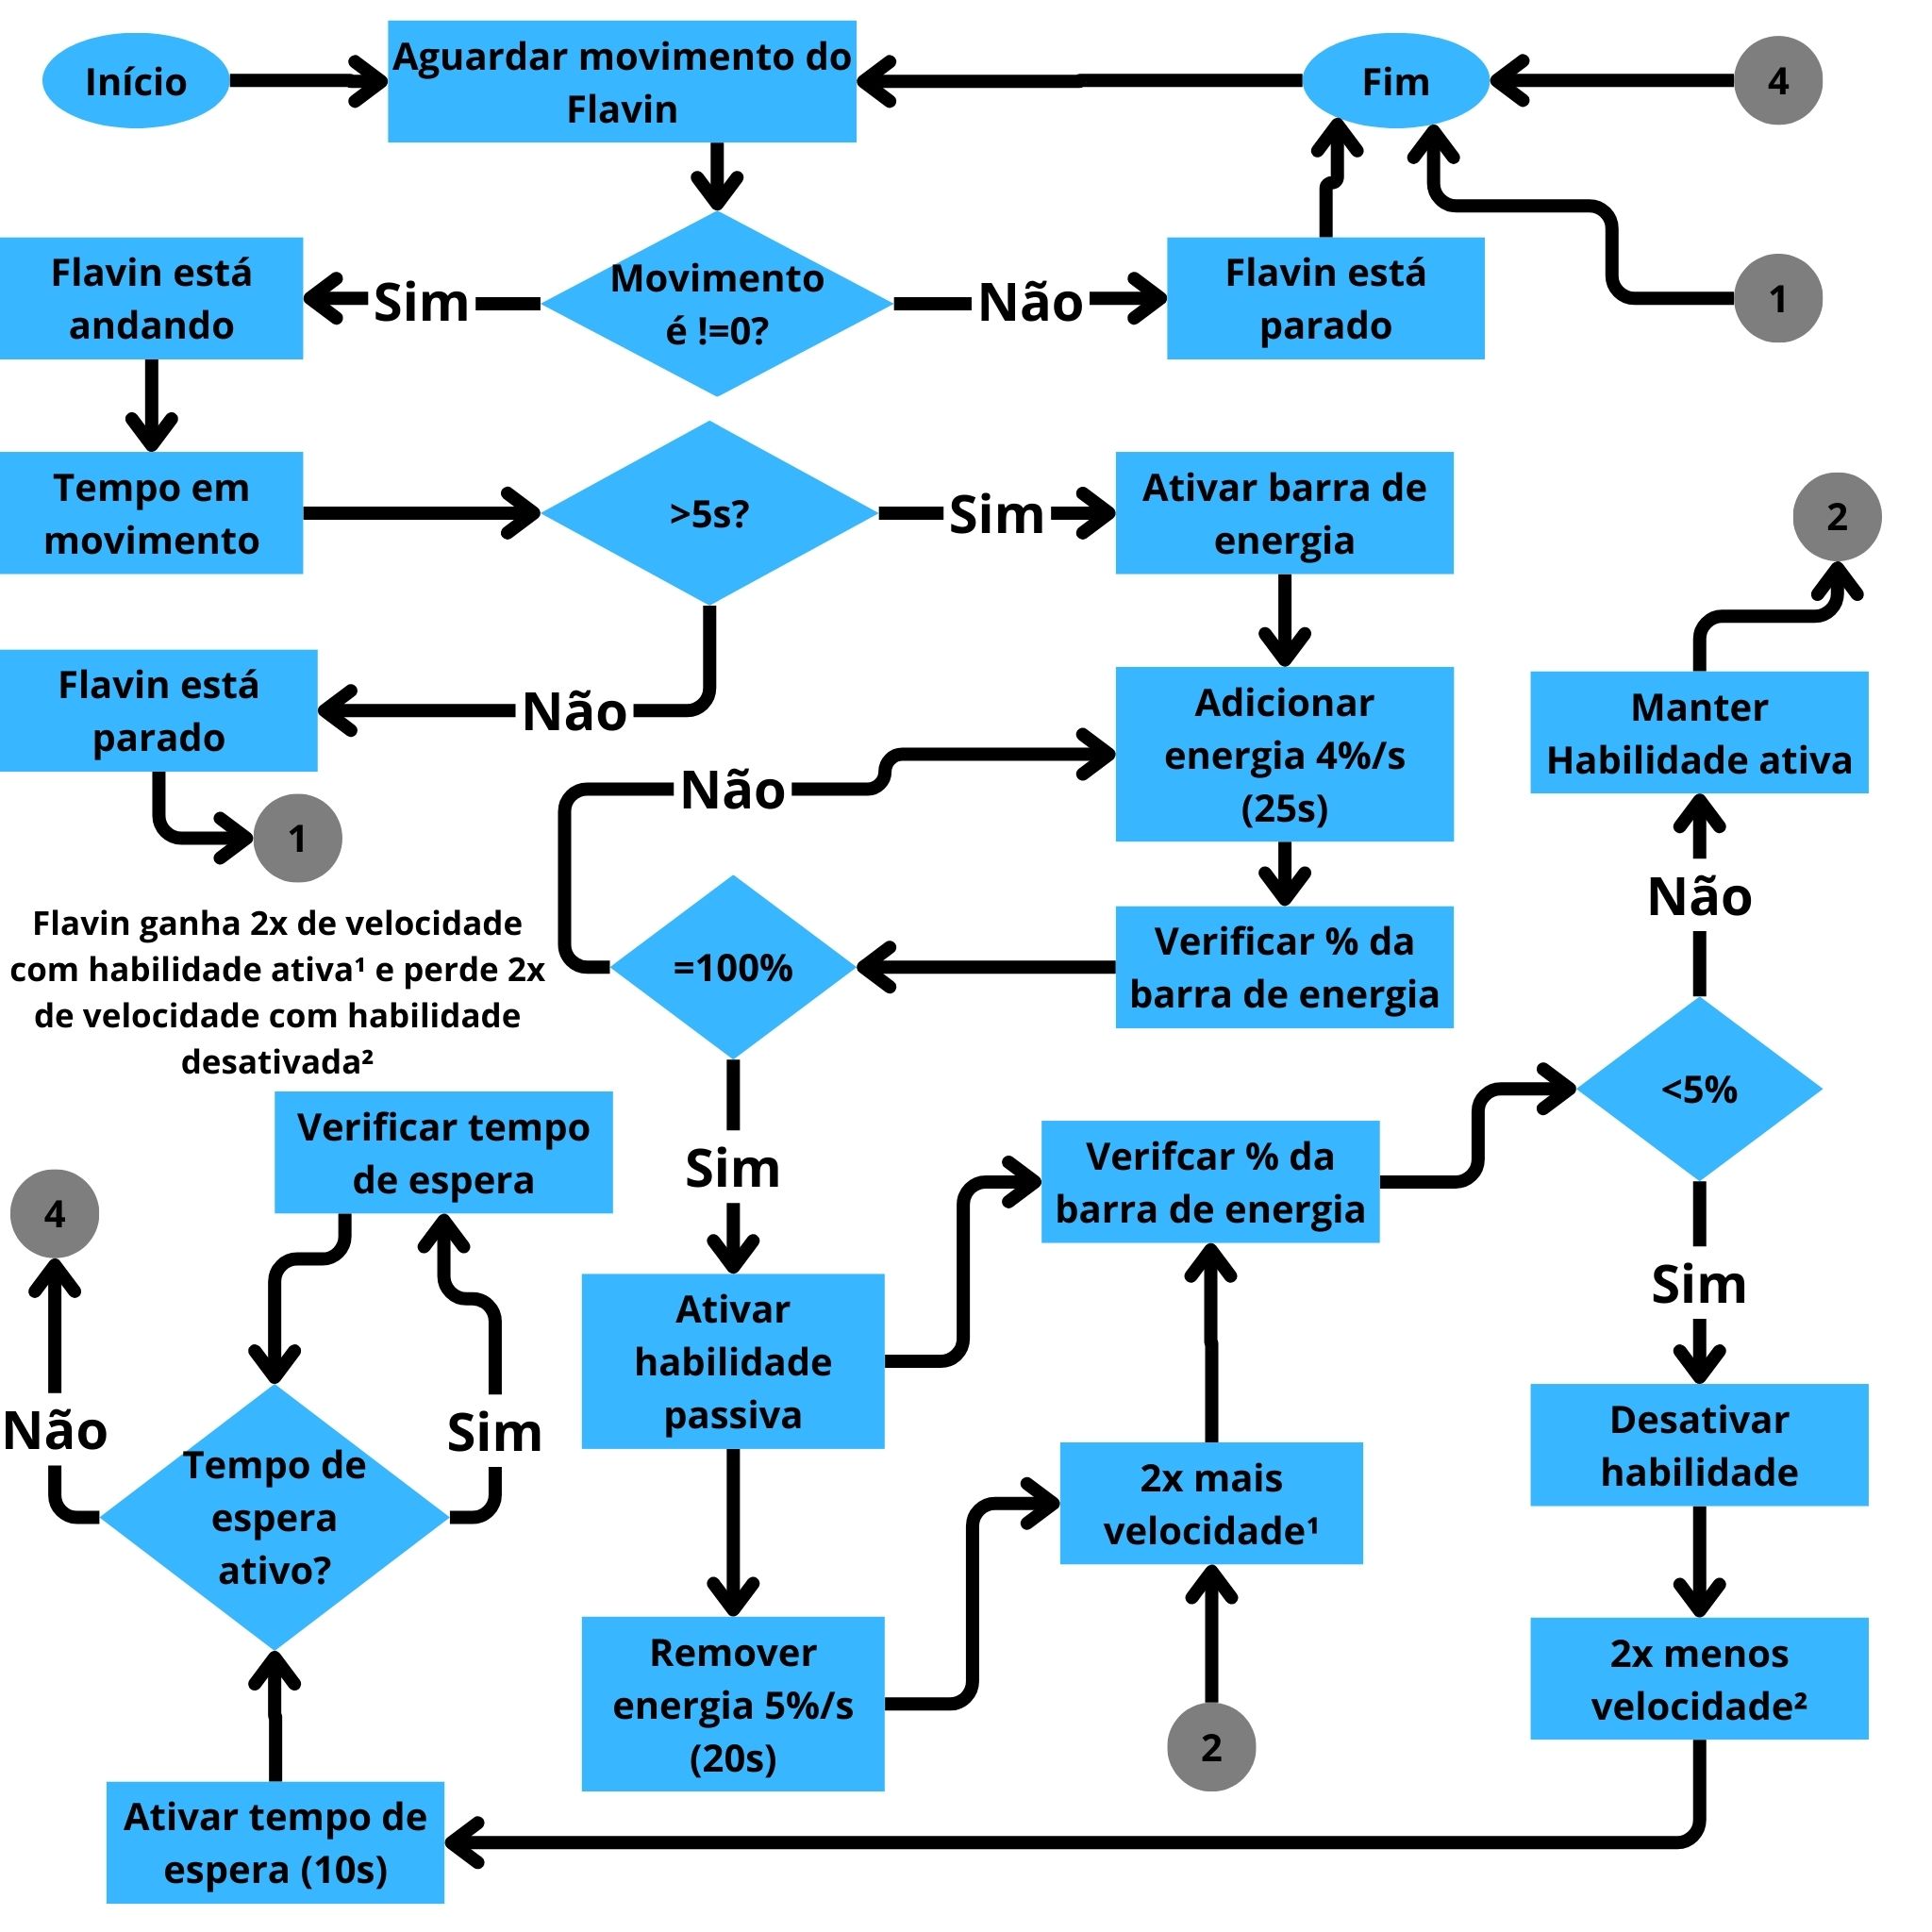 Início
Aguardar movimento do
Flavin
Fim
4
Flavin está
andando
Sim
Movimento
é !=0?
Não
Flavin está
parado
1
Tempo em
movimento
>5s?
Sim
Ativar barra de
energia
2
Flavin está
parado
Não
Adicionar
energia 4%/s
(25s)
Manter
Habilidade ativa
Não
1
Não
Flavin ganha 2x de velocidade
com habilidade ativa¹ e perde 2x
de velocidade com habilidade
desativada²
=100%
Verificar % da
barra de energia
<5%
Verificar tempo
de espera
Sim
Verifcar % da
barra de energia
4
Sim
Ativar
habilidade
passiva
Não
Sim
Tempo de
espera
ativo?
2x mais
velocidade¹
Desativar
habilidade
Remover
energia 5%/s
(20s)
2
2x menos
velocidade²
Ativar tempo de
espera (10s)